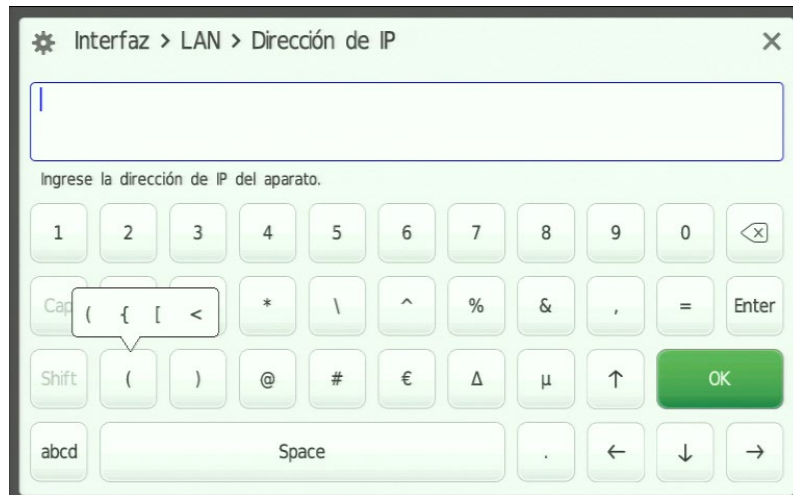 Interfaz > LAN > Dirección de IP
Ingrese la dirección de IP del aparato.
1 2 3 4 5 6 7 8 9 0
* \ ^ % & , = Enter
( { [ <
Shift ( ) @ # € Δ µ ↑ OK
abcd Space . ← ↓ →